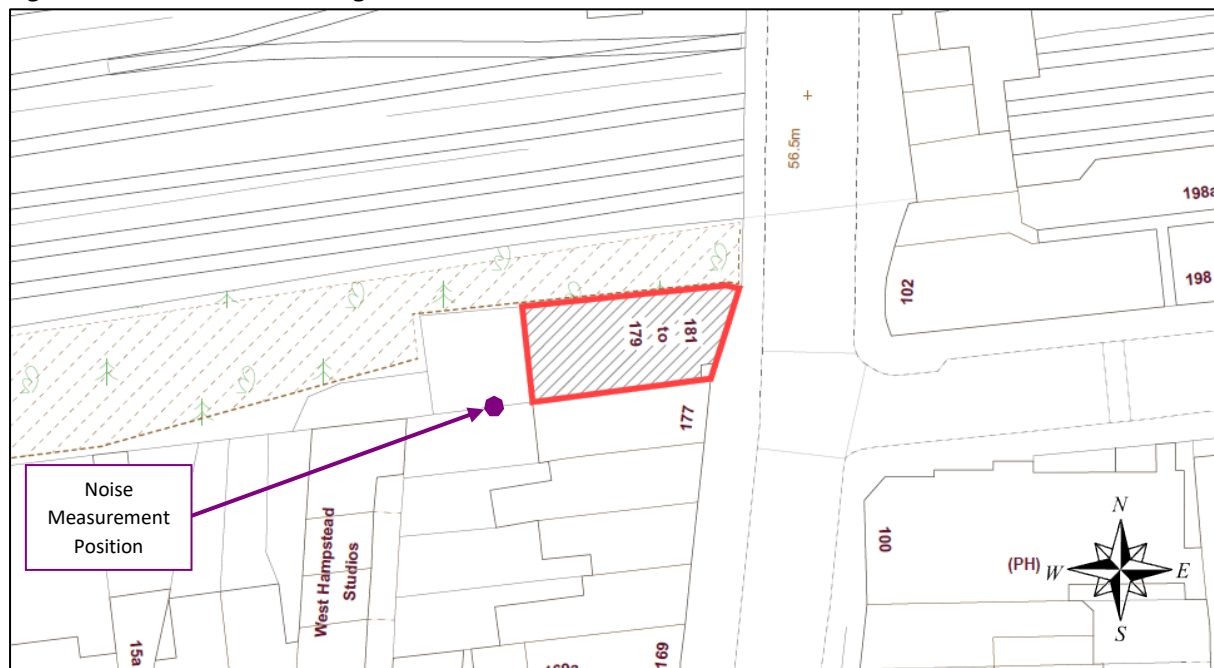 56.5m
198a
198
102
181
to
179
177
Noise
Measurement
Position
West Hampstead
Studios
100
(PH)
N
W
E
S
15a
169